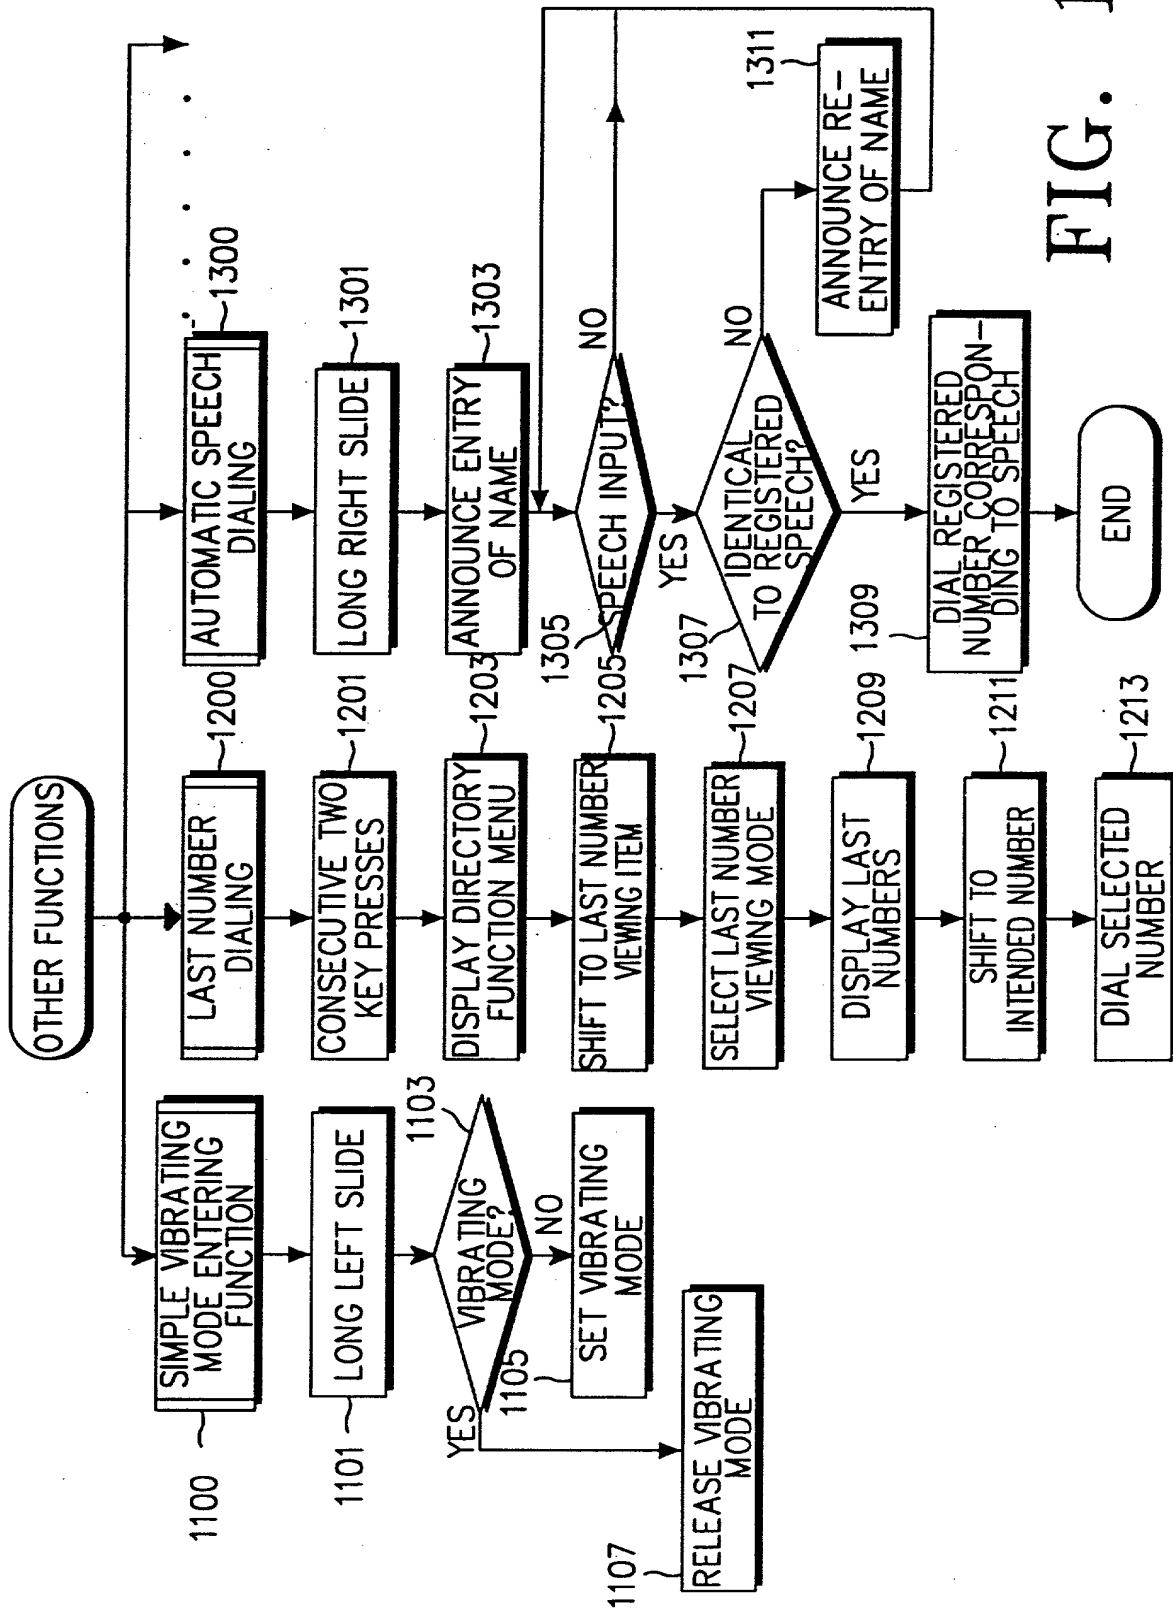 OTHER FUNCTIONS
SIMPLE VIBRATING
MODE ENTERING
FUNCTION
1100
LONG LEFT SLIDE
1101
VIBRATING
MODE?
1103
YES
NO
SET VIBRATING
MODE
1105
RELEASE VIBRATING
MODE
1107
LAST NUMBER
DIALING
1200
CONSECUTIVE TWO
KEY PRESSES
1201
DISPLAY DIRECTORY
FUNCTION MENU
1203
SHIFT TO LAST NUMBER
VIEWING ITEM
1205
SELECT LAST NUMBER
VIEWING MODE
1207
DISPLAY LAST
NUMBERS
1209
SHIFT TO
INTENDED NUMBER
1211
DIAL SELECTED
NUMBER
1213
AUTOMATIC SPEECH
DIALING
1300
LONG RIGHT SLIDE
1301
ANNOUNCE ENTRY
OF NAME
1303
SPEECH INPUT?
1305
NO
YES
IDENTICAL
TO REGISTERED
SPEECH?
1307
NO
YES
ANNOUNCE RE-
ENTRY OF NAME
1311
DIAL REGISTERED
NUMBER CORRESPON-
DING TO SPEECH
1309
END
FIG.